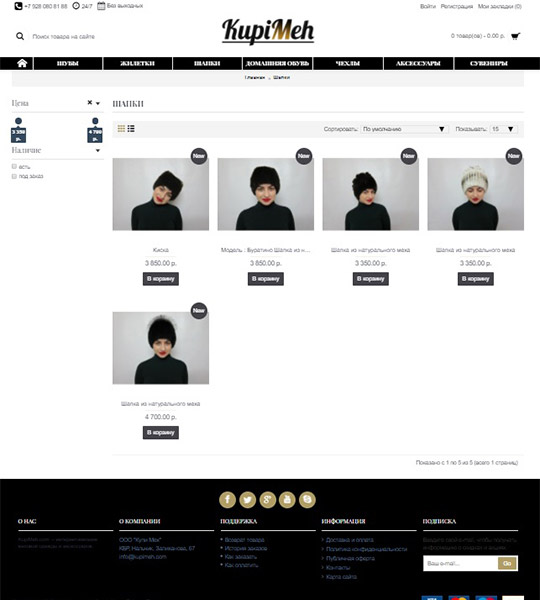 +7 928 080 81 88 24/7 Без выходных
Войти Регистрация Мои закладки (0)
Поиск товара на сайте
KupiMeh
0 товар(ов) - 0.00 р.
ШУБЫ ЖИЛЕТКИ ШАПКИ ДОМАШНЯЯ ОБУВЬ ЧЕХЛЫ АКСЕССУАРЫ СУВЕНИРЫ
Главная Шапки
Цена
3 350 р.
4 700 р.
Наличие
есть
под заказ
ШАПКИ
Сортировать: По умолчанию Показывать: 15
New New New New
Киска
3 850.00 р.
В корзину
Модель : Буратино Шапка из н...
3 850.00 р.
В корзину
Шапка из натурального меха
3 350.00 р.
В корзину
Шапка из натурального меха
3 350.00 р.
В корзину
New
Шапка из натурального меха
4 700.00 р.
В корзину
Показано с 1 по 5 из 5 (всего 1 страниц)
О НАС
О КОМПАНИИ
ООО "Купи Мех"
КБР, Нальчик,
info@kupimeh.com
ПОДДЕРЖКА
Возврат товара
История заказов
Как заказать
Как оплатить
ИНФОРМАЦИЯ
Доставка и оплата
Политика конфиденциальности
Публичная оферта
Контакты
Карта сайта
ПОДПИСКА
Ваш e-mail...
Go
VISA